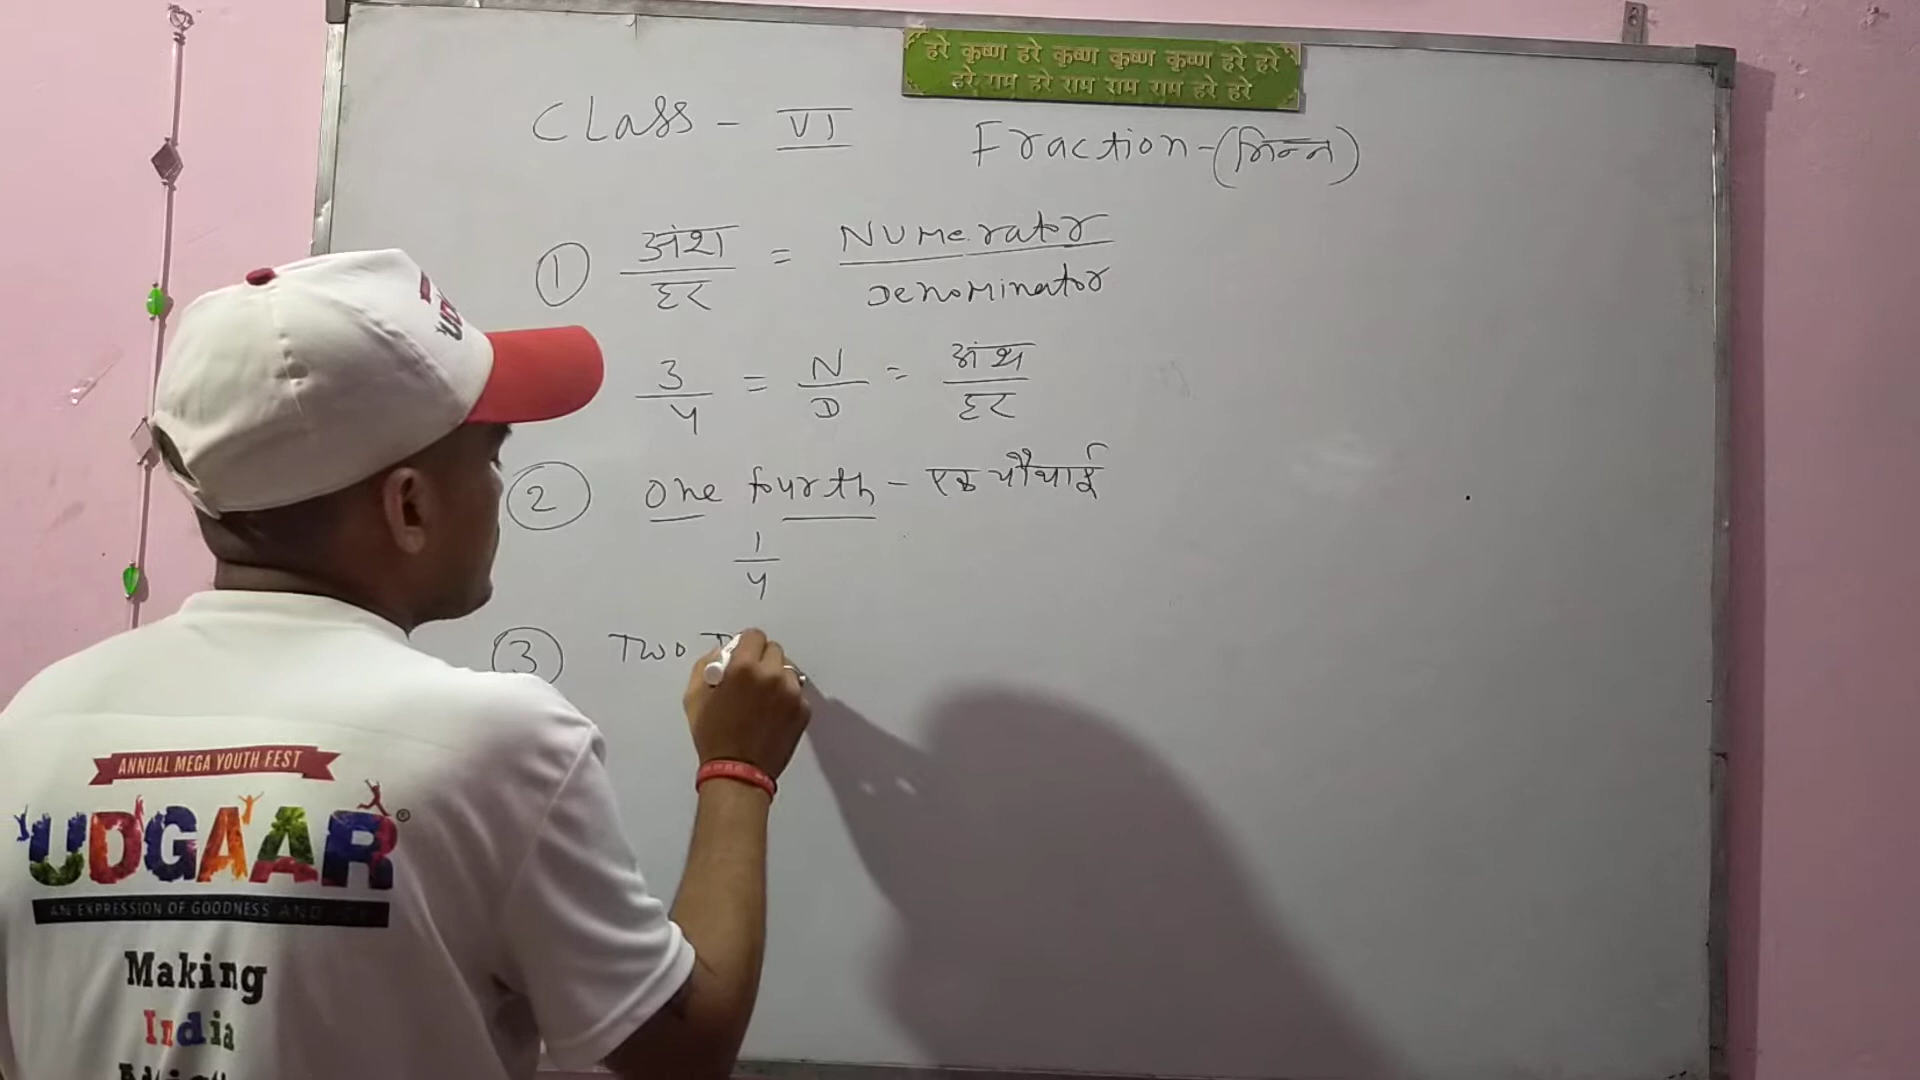 हरे कृष्ण हरे कृष्ण कृष्ण कृष्ण हरे हरे
हरे राम हरे राम राम राम हरे हरे
Class - VI
Fraction-(भिन्न)
① अंश/हर = Numerator/Denominator
3/4 = N/D = अंश/हर
② One fourth - एक चौथाई
1/4
③ Two
ANNUAL MEGA YOUTH FEST
UDGAAR®
AN EXPRESSION OF GOODNESS AND
Making
India